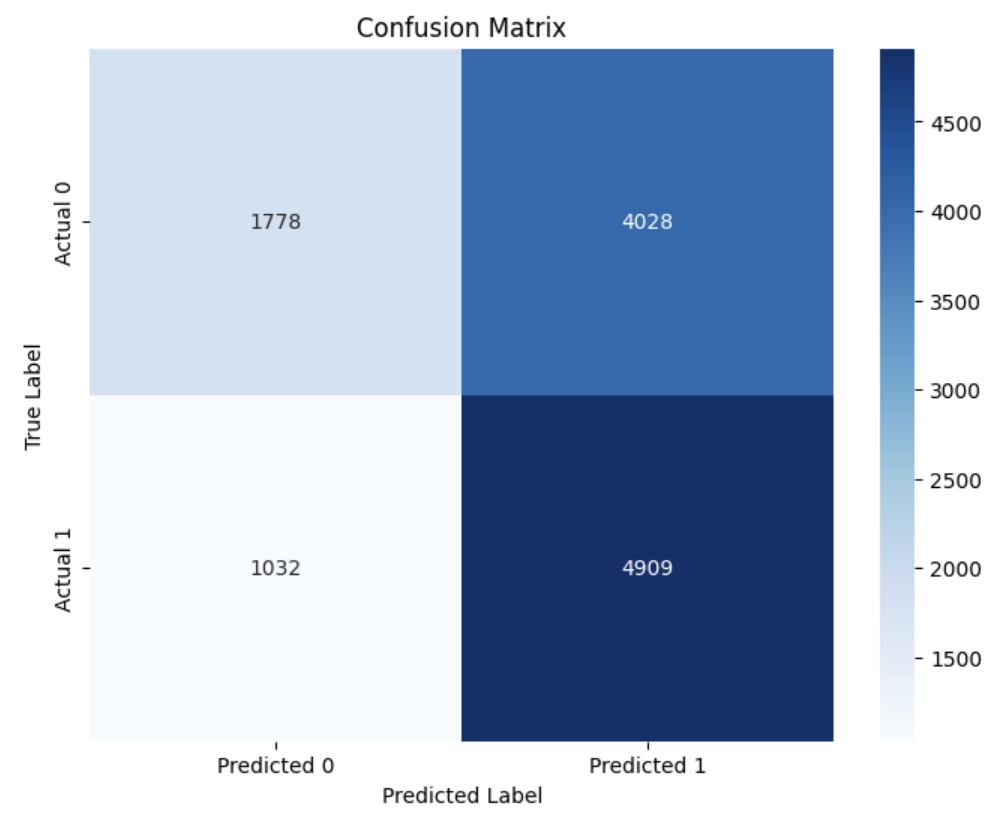 Confusion Matrix
Actual 0
Actual 1
True Label
1778
4028
1032
4909
Predicted 0
Predicted 1
Predicted Label
4500
4000
3500
3000
2500
2000
1500